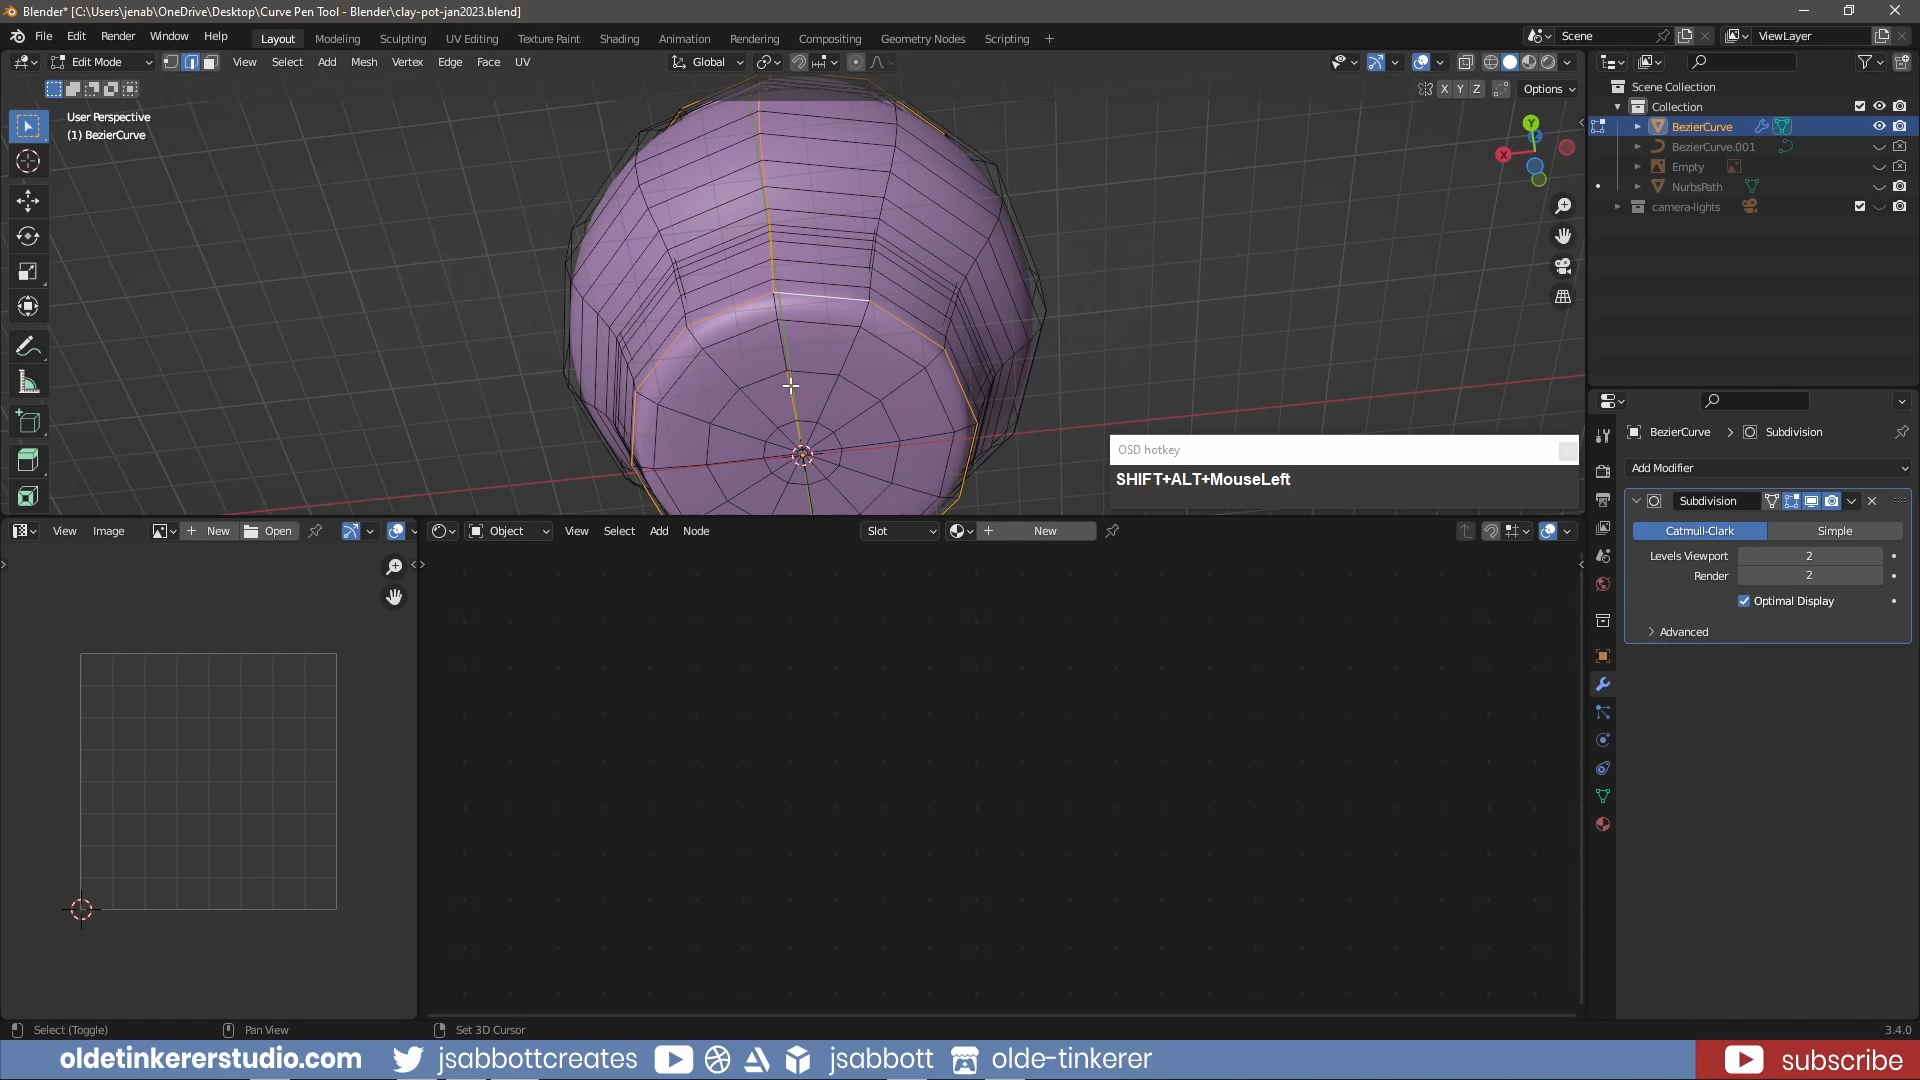 Blender* [C:\Users\jenab\OneDrive\Desktop\Curve Pen Tool - Blender\clay-pot-jan2023.blend]
File Edit Render Window Help Layout Modeling Sculpting UV Editing Texture Paint Shading Animation Rendering Compositing Geometry Nodes Scripting + Scene ViewLayer
Edit Mode View Select Add Mesh Vertex Edge Face UV Global
X Y Z Options
User Perspective
(1) BezierCurve
Y
X
Scene Collection
Collection
BezierCurve
BezierCurve.001
Empty
NurbsPath
camera-lights
OSD hotkey
SHIFT+ALT+MouseLeft
BezierCurve > Subdivision
Add Modifier
Subdivision
Catmull-Clark Simple
Levels Viewport 2
Render 2
Optimal Display
Advanced
View Image + New Open
Object View Select Add Node Slot + New
Select (Toggle) Pan View Set 3D Cursor 3.4.0
oldetinkererstudio.com jsabbottcreates jsabbott olde-tinkerer subscribe